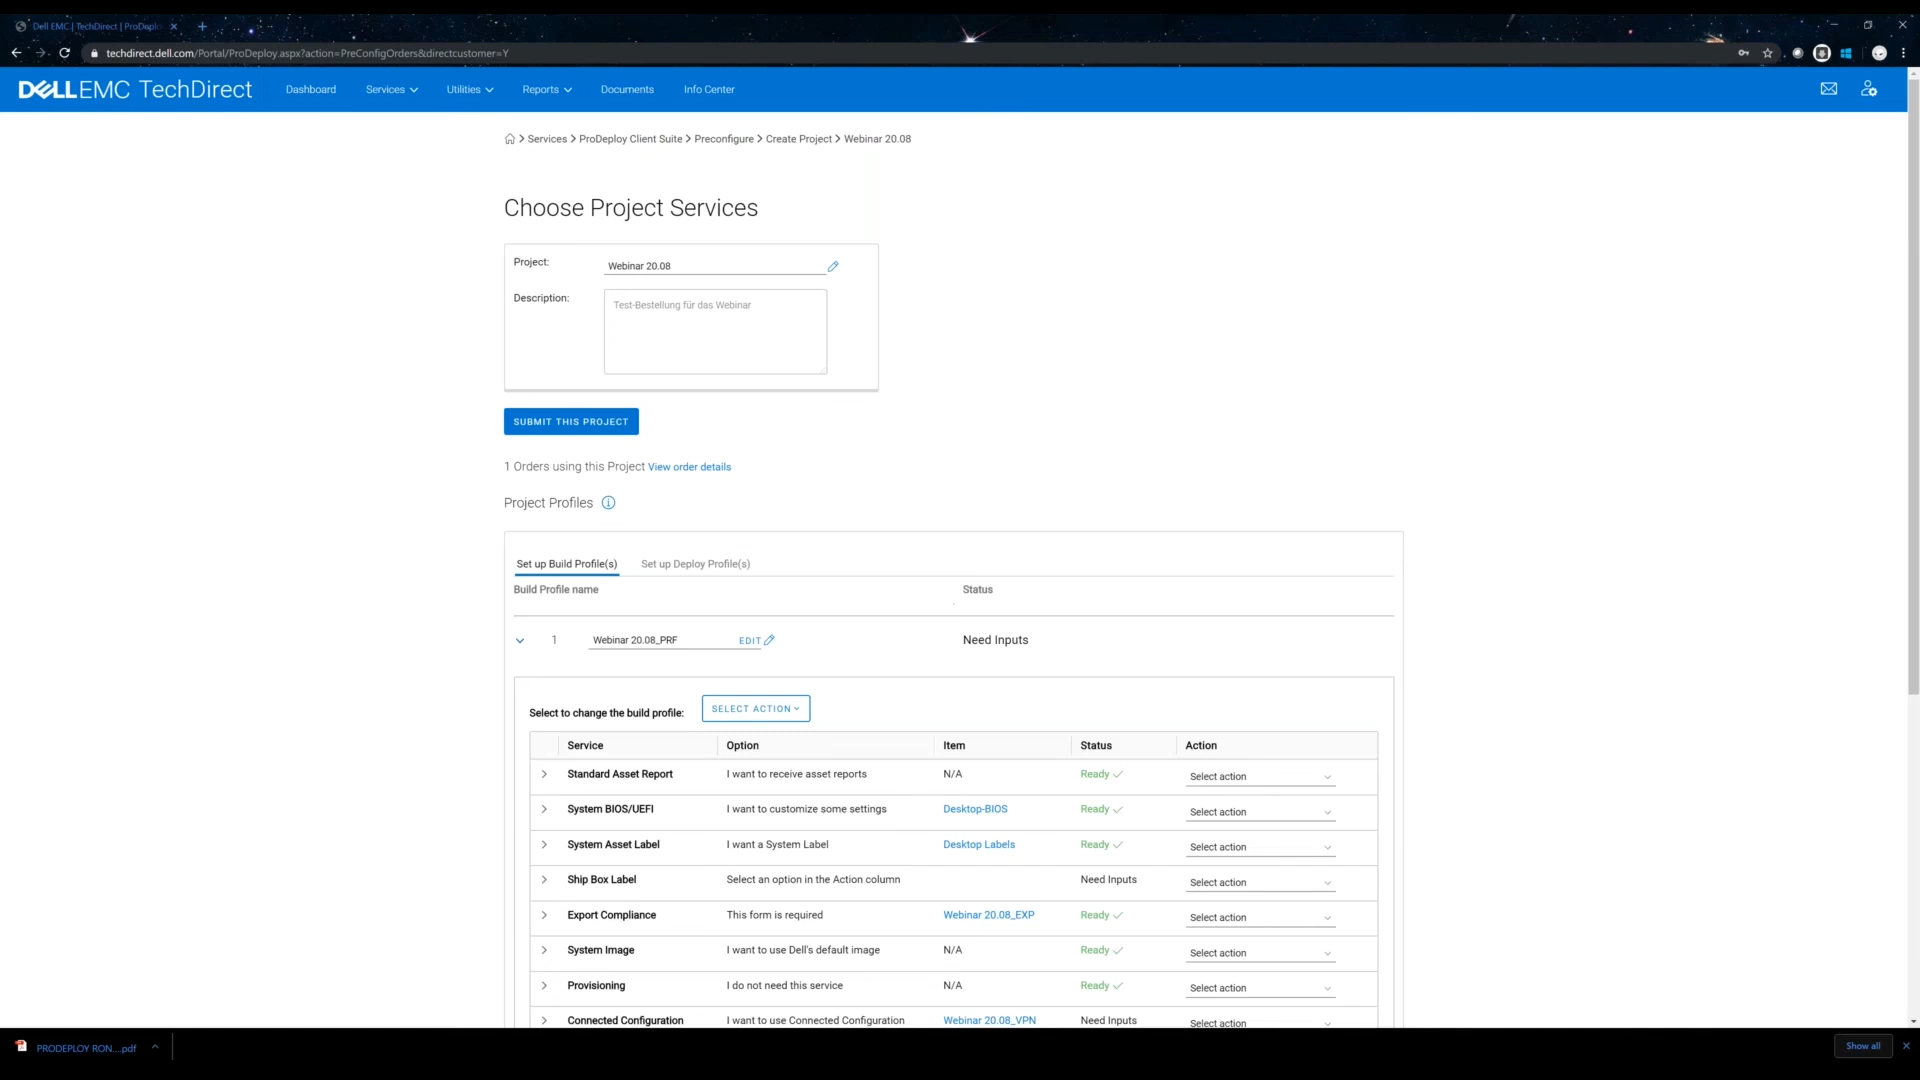 Dell EMC | TechDirect | ProDeplo
techdirect.dell.com/Portal/ProDeploy.aspx?action=PreConfigOrders&directcustomer=Y
DELLEMC TechDirect
Dashboard
Services
Utilities
Reports
Documents
Info Center
Services > ProDeploy Client Suite > Preconfigure > Create Project > Webinar 20.08
Choose Project Services
Project:
Webinar 20.08
Description:
Test-Bestellung für das Webinar
SUBMIT THIS PROJECT
1 Orders using this Project View order details
Project Profiles
Set up Build Profile(s)
Set up Deploy Profile(s)
Build Profile name
Status
1
Webinar 20.08_PRF
EDIT
Need Inputs
Select to change the build profile:
SELECT ACTION
Service Option Item Status Action
Standard Asset Report I want to receive asset reports N/A Ready Select action
System BIOS/UEFI I want to customize some settings Desktop-BIOS Ready Select action
System Asset Label I want a System Label Desktop Labels Ready Select action
Ship Box Label Select an option in the Action column Need Inputs Select action
Export Compliance This form is required Webinar 20.08_EXP Ready Select action
System Image I want to use Dell's default image N/A Ready Select action
Provisioning I do not need this service N/A Ready Select action
Connected Configuration I want to use Connected Configuration Webinar 20.08_VPN Need Inputs Select action
PRODEPLOY RON....pdf
Show all